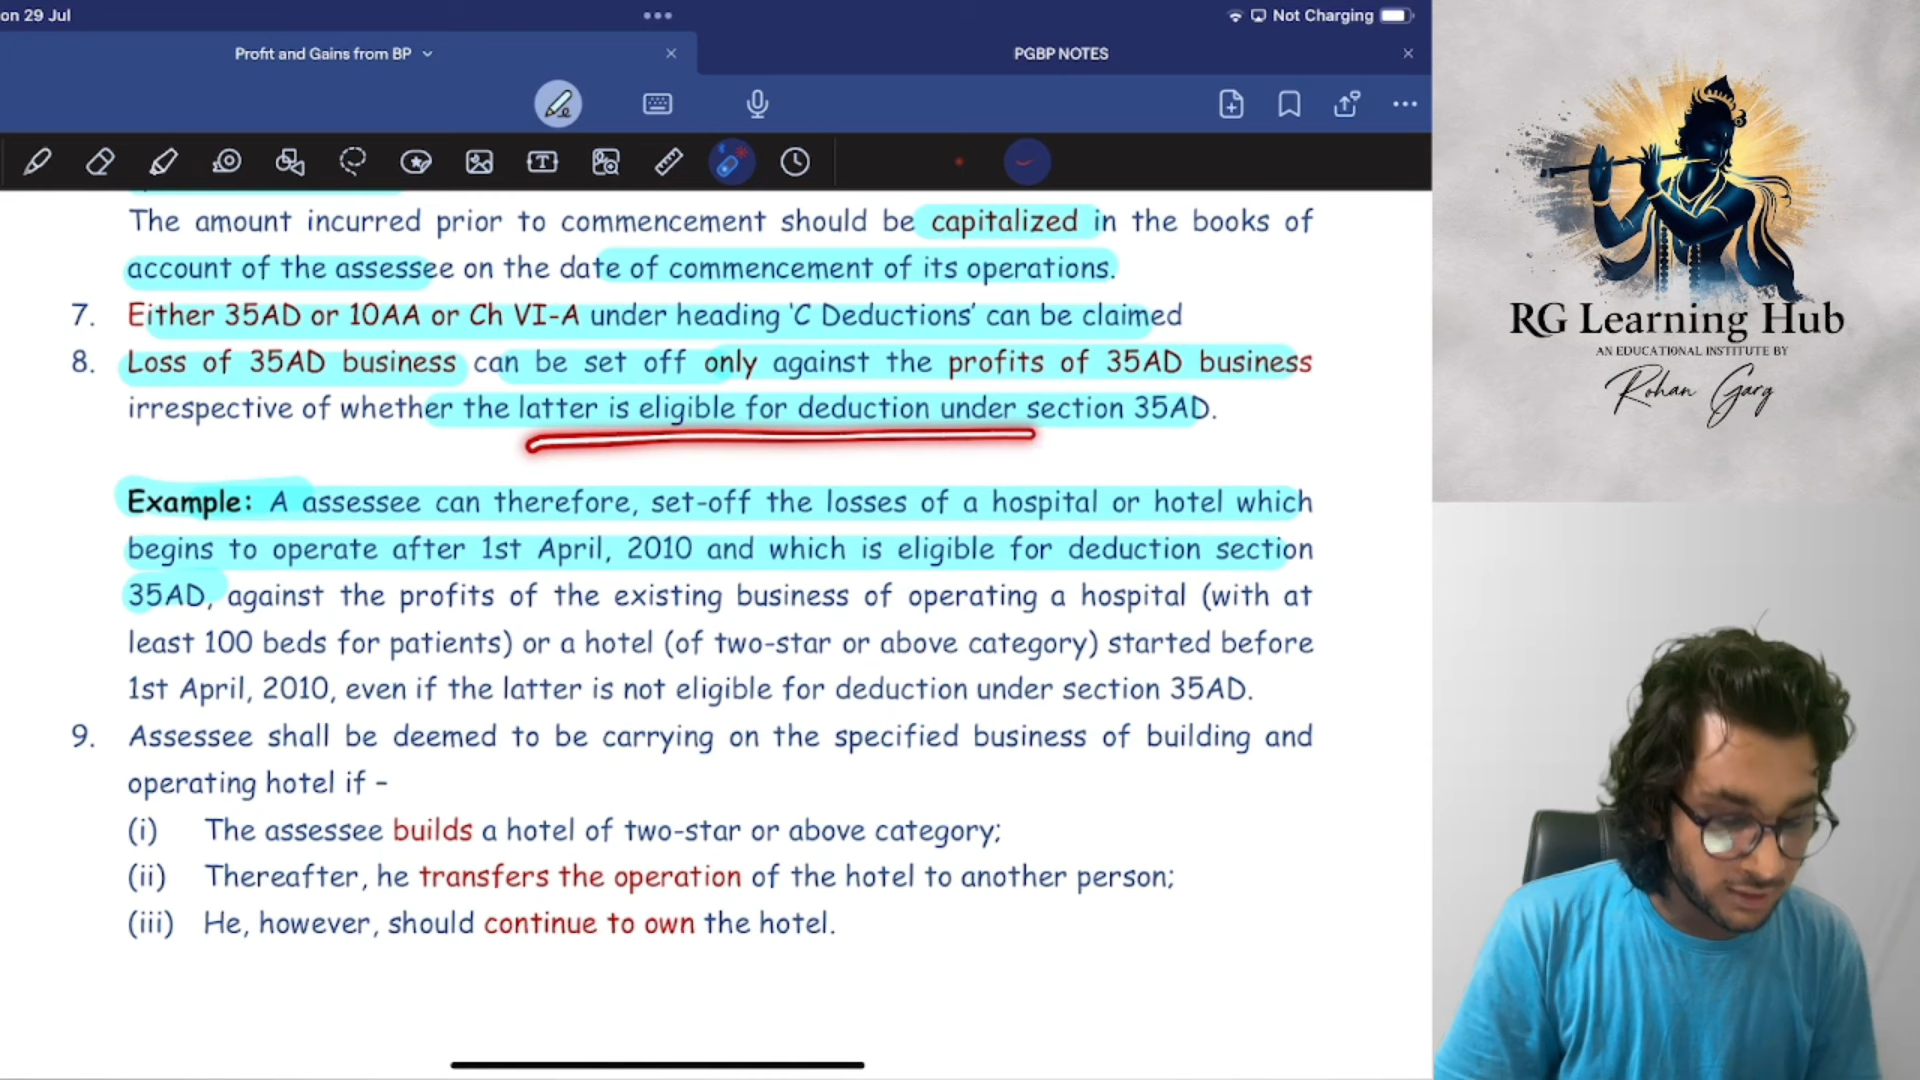 on 29 Jul
Not Charging
Profit and Gains from BP
PGBP NOTES
The amount incurred prior to commencement should be capitalized in the books of
account of the assessee on the date of commencement of its operations.
7. Either 35AD or 10AA or Ch VI-A under heading ‘C Deductions’ can be claimed
8. Loss of 35AD business can be set off only against the profits of 35AD business
irrespective of whether the latter is eligible for deduction under section 35AD.
Example: A assessee can therefore, set-off the losses of a hospital or hotel which
begins to operate after 1st April, 2010 and which is eligible for deduction section
35AD, against the profits of the existing business of operating a hospital (with at
least 100 beds for patients) or a hotel (of two-star or above category) started before
1st April, 2010, even if the latter is not eligible for deduction under section 35AD.
9. Assessee shall be deemed to be carrying on the specified business of building and
operating hotel if –
(i) The assessee builds a hotel of two-star or above category;
(ii) Thereafter, he transfers the operation of the hotel to another person;
(iii) He, however, should continue to own the hotel.
RG Learning Hub
AN EDUCATIONAL INSTITUTE BY
Rohan Garg